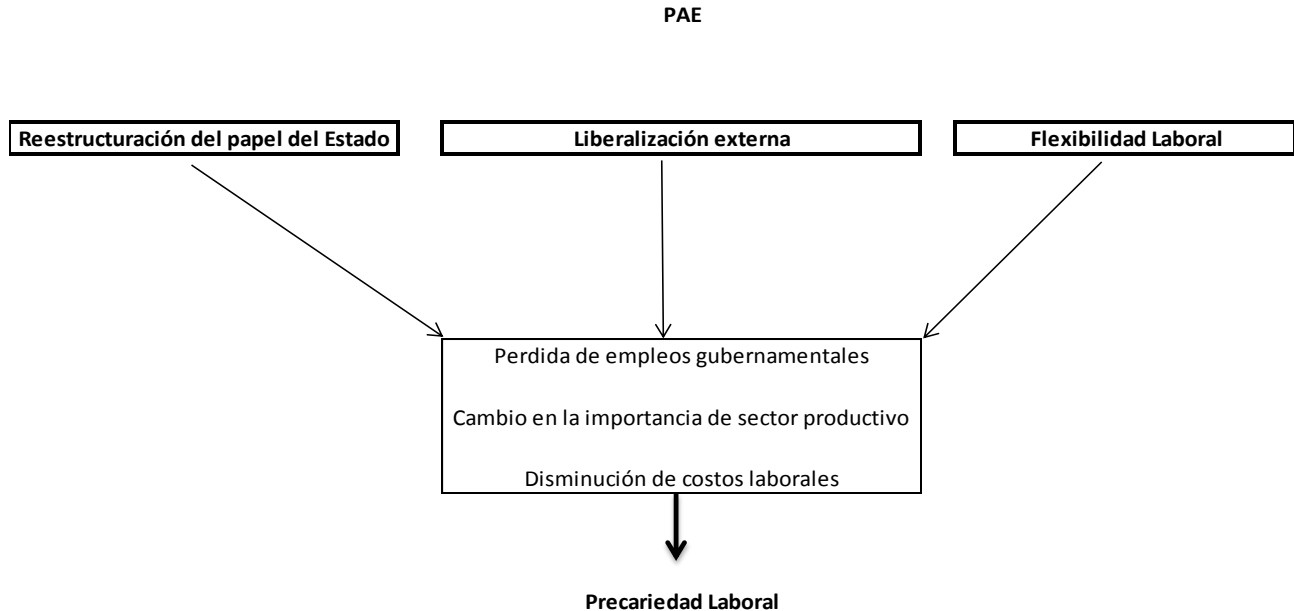 PAE
Reestructuración del papel del Estado
Liberalización externa
Flexibilidad Laboral
Perdida de empleos gubernamentales
Cambio en la importancia de sector productivo
Disminución de costos laborales
Precariedad Laboral